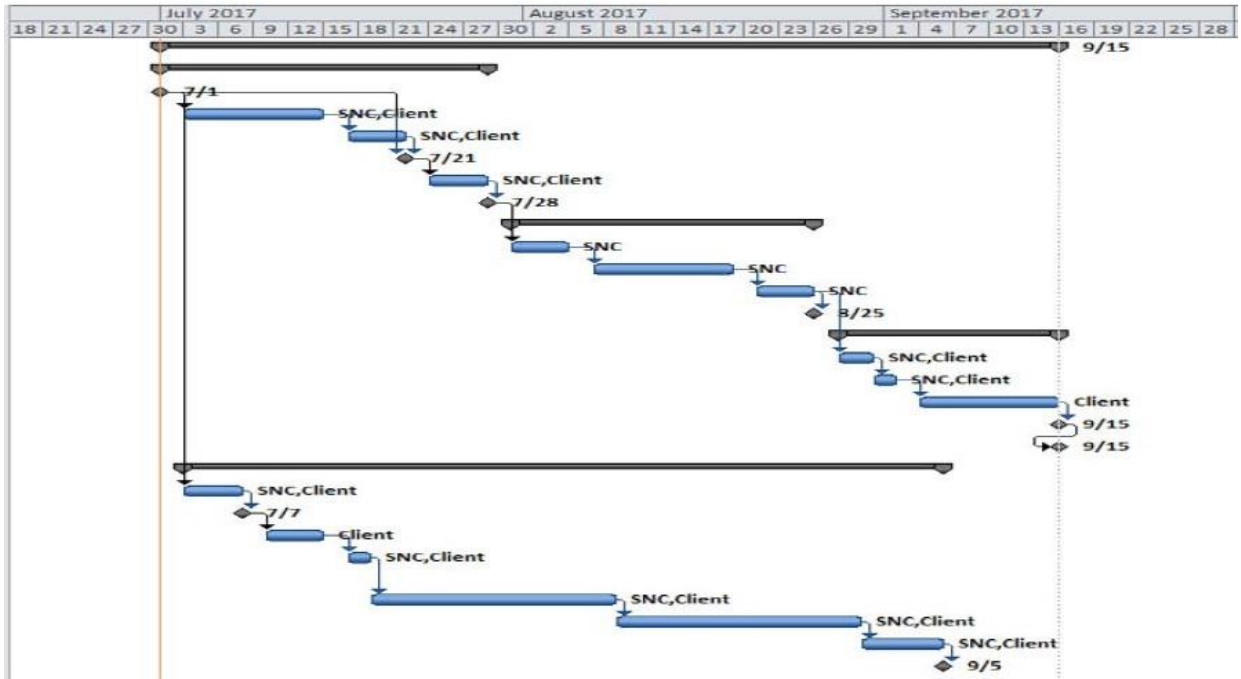 July 2017 August 2017 September 2017
18 21 24 27 30 3 6 9 12 15 18 21 24 27 30 2 5 8 11 14 17 20 23 26 29 1 4 7 10 13 16 19 22 25 28
9/15
7/1
SNC,Client
SNC,Client
7/21
SNC,Client
7/28
SNC
SNC
SNC
8/25
SNC,Client
SNC,Client
Client
9/15
9/15
SNC,Client
7/7
Client
SNC,Client
SNC,Client
SNC,Client
SNC,Client
9/5